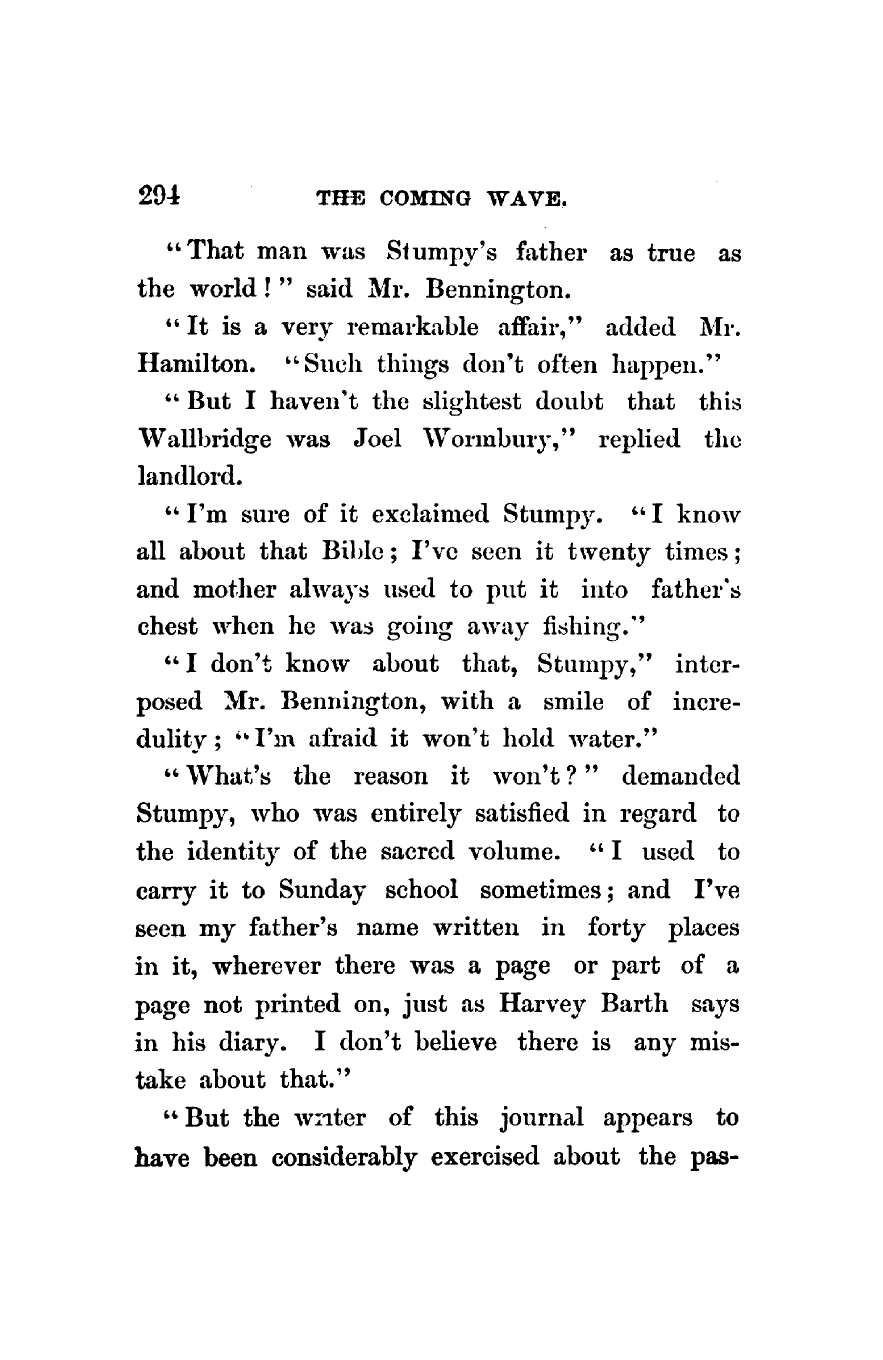 294 THE COMING WAVE.
“That man was Stumpy’s father as true as
the world!” said Mr. Bennington.
“It is a very remarkable affair,” added Mr.
Hamilton. “Such things don’t often happen.”
“But I haven’t the slightest doubt that this
Wallbridge was Joel Wormbury,” replied the
landlord.
“I’m sure of it exclaimed Stumpy. “I know
all about that Bible; I’ve seen it twenty times;
and mother always used to put it into father’s
chest when he was going away fishing.”
“I don’t know about that, Stumpy,” inter-
posed Mr. Bennington, with a smile of incre-
dulity; “I’m afraid it won’t hold water.”
“What’s the reason it won’t?” demanded
Stumpy, who was entirely satisfied in regard to
the identity of the sacred volume. “I used to
carry it to Sunday school sometimes; and I’ve
seen my father’s name written in forty places
in it, wherever there was a page or part of a
page not printed on, just as Harvey Barth says
in his diary. I don’t believe there is any mis-
take about that.”
“But the writer of this journal appears to
have been considerably exercised about the pas-